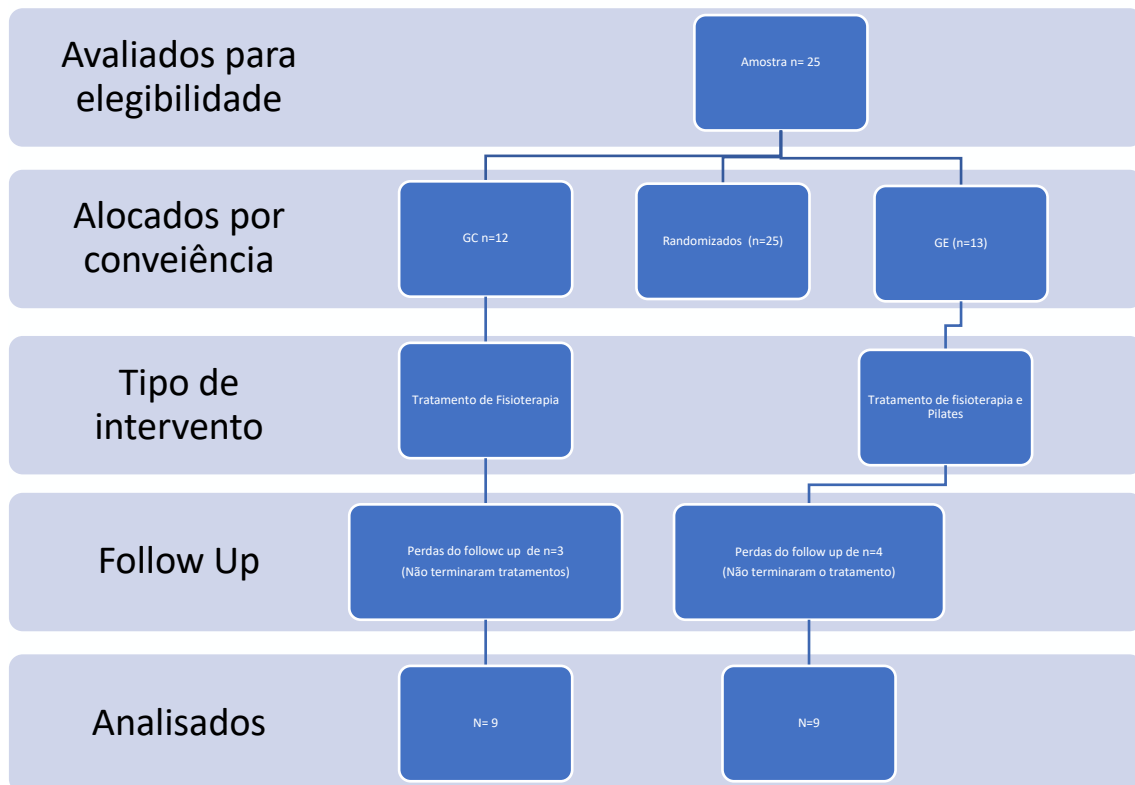 Avaliados para
elegibilidade
Amostra n= 25
Alocados por
conveiência
GC n=12
Randomizados (n=25)
GE (n=13)
Tipo de
intervento
Tratamento de Fisioterapia
Tratamento de fisioterapia e
Pilates
Follow Up
Perdas do followc up de n=3
(Não terminaram tratamentos)
Perdas do follow up de n=4
(Não terminaram o tratamento)
Analisados
N= 9
N=9